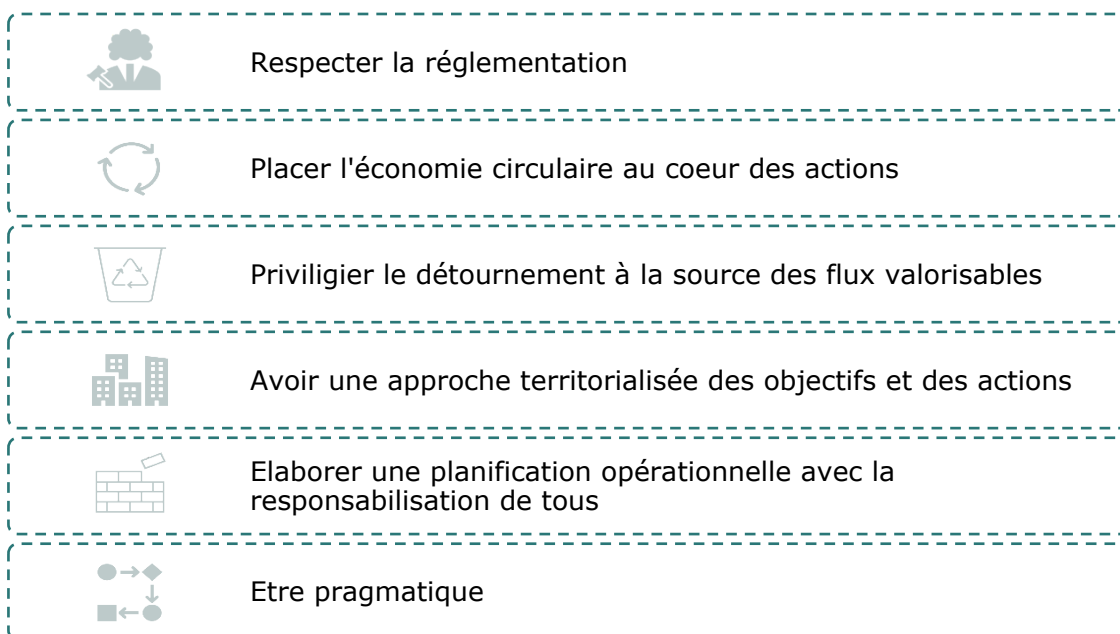 Respecter la réglementation
Placer l'économie circulaire au coeur des actions
Priviligier le détournement à la source des flux valorisables
Avoir une approche territorialisée des objectifs et des actions
Elaborer une planification opérationnelle avec la
responsabilisation de tous
Etre pragmatique